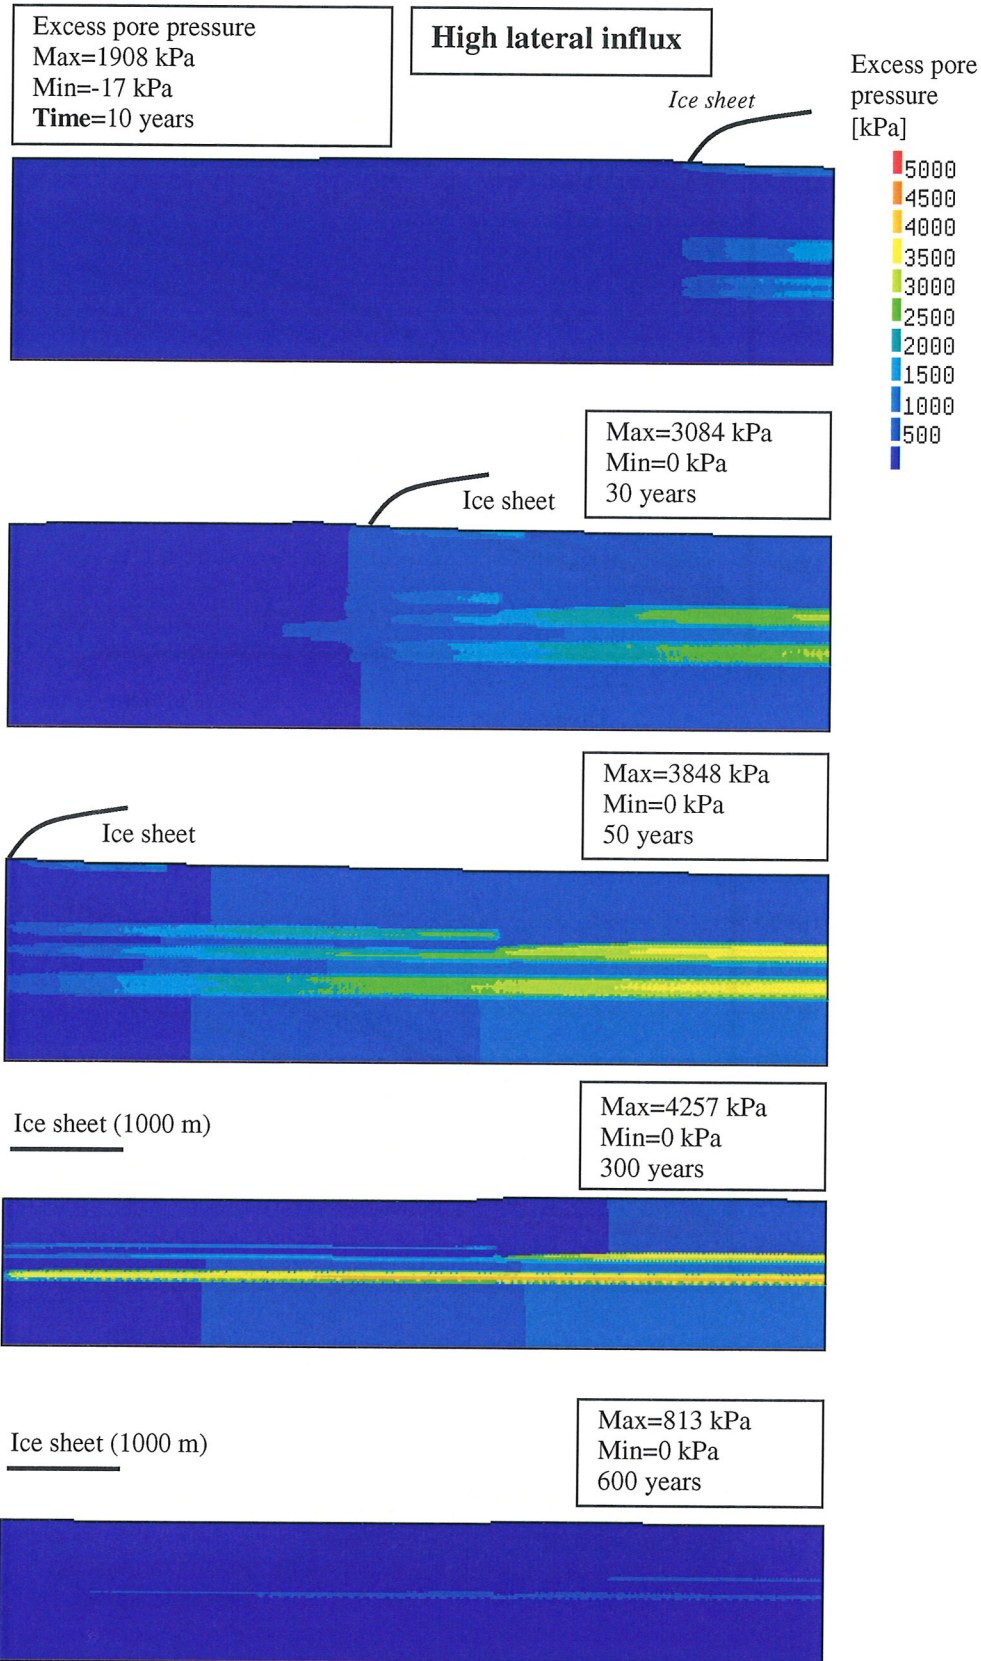 Excess pore pressure
Max=1908 kPa
Min=-17 kPa
Time=10 years
High lateral influx
Ice sheet
Excess pore
pressure
[kPa]
5000
4500
4000
3500
3000
2500
2000
1500
1000
500
Max=3084 kPa
Min=0 kPa
30 years
Ice sheet
Max=3848 kPa
Min=0 kPa
50 years
Ice sheet
Max=4257 kPa
Min=0 kPa
300 years
Ice sheet (1000 m)
Max=813 kPa
Min=0 kPa
600 years
Ice sheet (1000 m)